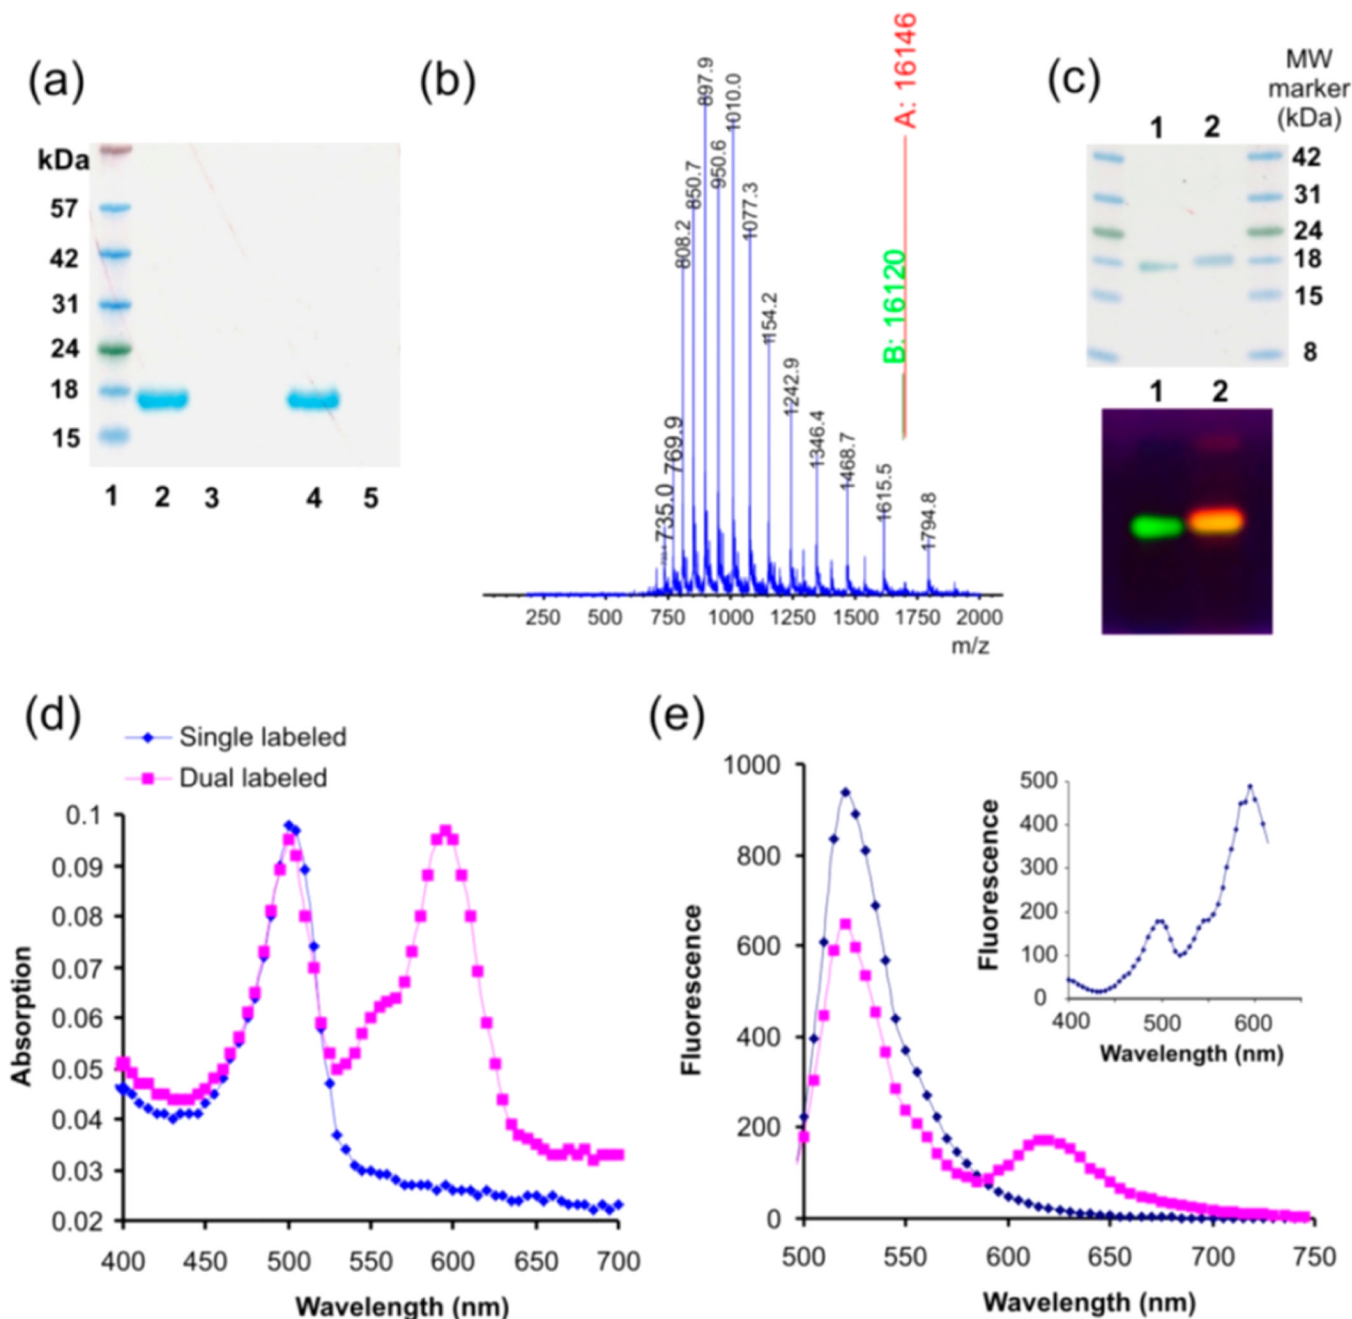 (a)
kDa
57
42
31
24
18
15
1 2 3 4 5
(b)
735.0
769.9
808.2
850.7
897.9
950.6
1010.0
1077.3
1154.2
1242.9
1346.4
1468.7
1615.5
1794.8
B: 16120
A: 16146
250 500 750 1000 1250 1500 1750 2000
m/z
(c)
MW
marker
(kDa)
1 2
42
31
24
18
15
8
1 2
(d)
Single labeled
Dual labeled
0.1
0.09
0.08
0.07
0.06
0.05
0.04
0.03
0.02
Absorption
400 450 500 550 600 650 700
Wavelength (nm)
(e)
1000
800
600
400
200
0
Fluorescence
500 550 600 650 700 750
Wavelength (nm)
500
400
300
200
100
0
Fluorescence
400 500 600
Wavelength (nm)